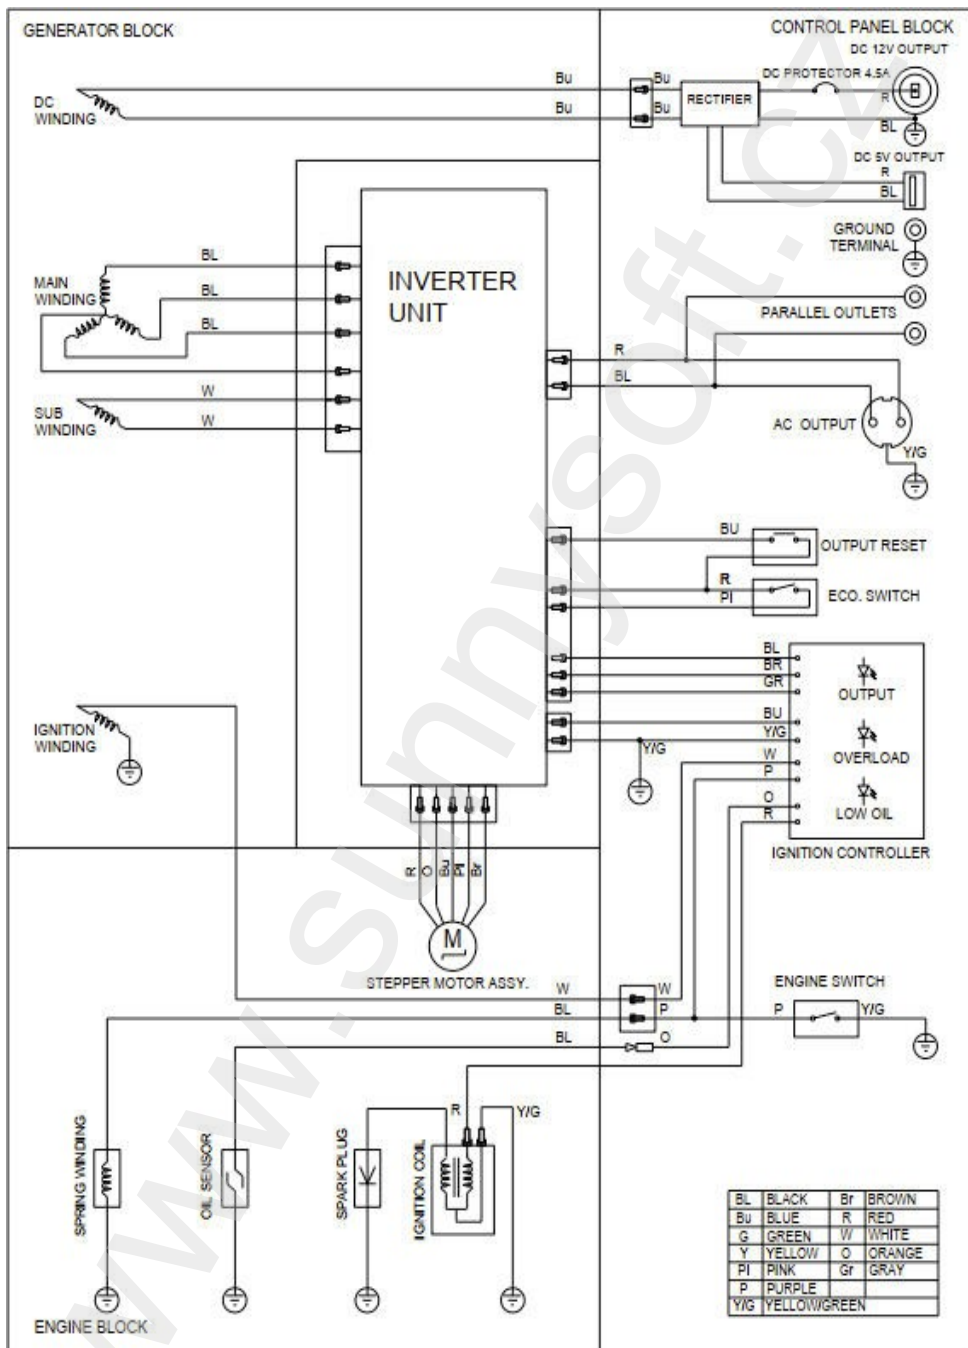 GENERATOR BLOCK
CONTROL PANEL BLOCK
DC 12V OUTPUT
DC PROTECTOR 4.5A
Bu
Bu
RECTIFIER
R
DC
WINDING
Bu
Bu
BL
DC 5V OUTPUT
R
BL
GROUND
TERMINAL
BL
INVERTER
UNIT
MAIN
WINDING
BL
BL
PARALLEL OUTLETS
R
BL
W
SUB
WINDING
W
AC OUTPUT
Y/G
BU
OUTPUT RESET
R
PI
ECO. SWITCH
BL
BR
GR
OUTPUT
IGNITION
WINDING
BU
Y/G
Y/G
W
OVERLOAD
P
O
R
LOW OIL
IGNITION CONTROLLER
R
O
Bu
PI
Br
M
STEPPER MOTOR ASSY.
ENGINE SWITCH
W
W
BL
P
P
Y/G
BL
O
R
Y/G
SPRING WINDING
OIL SENSOR
SPARK PLUG
IGNITION COIL
BL BLACK Br BROWN
Bu BLUE R RED
G GREEN W WHITE
Y YELLOW O ORANGE
PI PINK Gr GRAY
P PURPLE
Y/G YELLOW/GREEN
ENGINE BLOCK
www.sunnysoft.cz